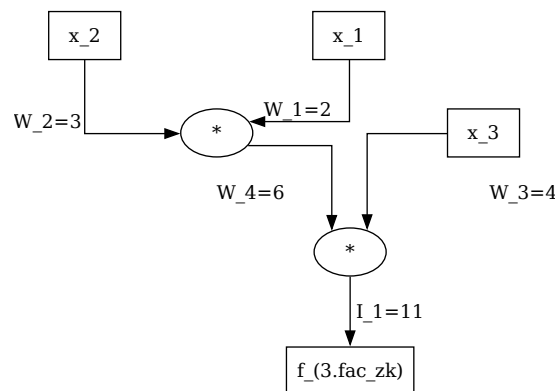 x_2
x_1
W_2=3
*
W_1=2
x_3
W_4=6
W_3=4
*
I_1=11
f_(3.fac_zk)